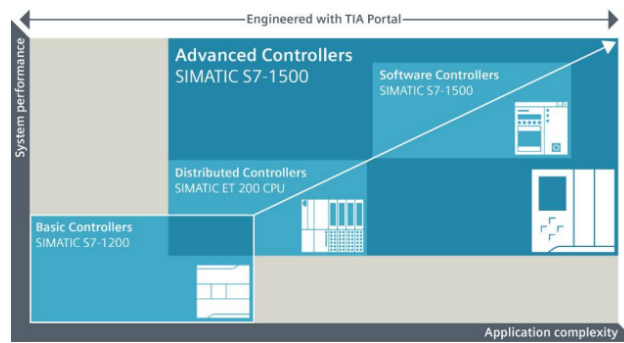 Engineered with TIA Portal
System performance
Advanced Controllers
SIMATIC S7-1500
Software Controllers
SIMATIC S7-1500
Distributed Controllers
SIMATIC ET 200 CPU
Basic Controllers
SIMATIC S7-1200
Application complexity